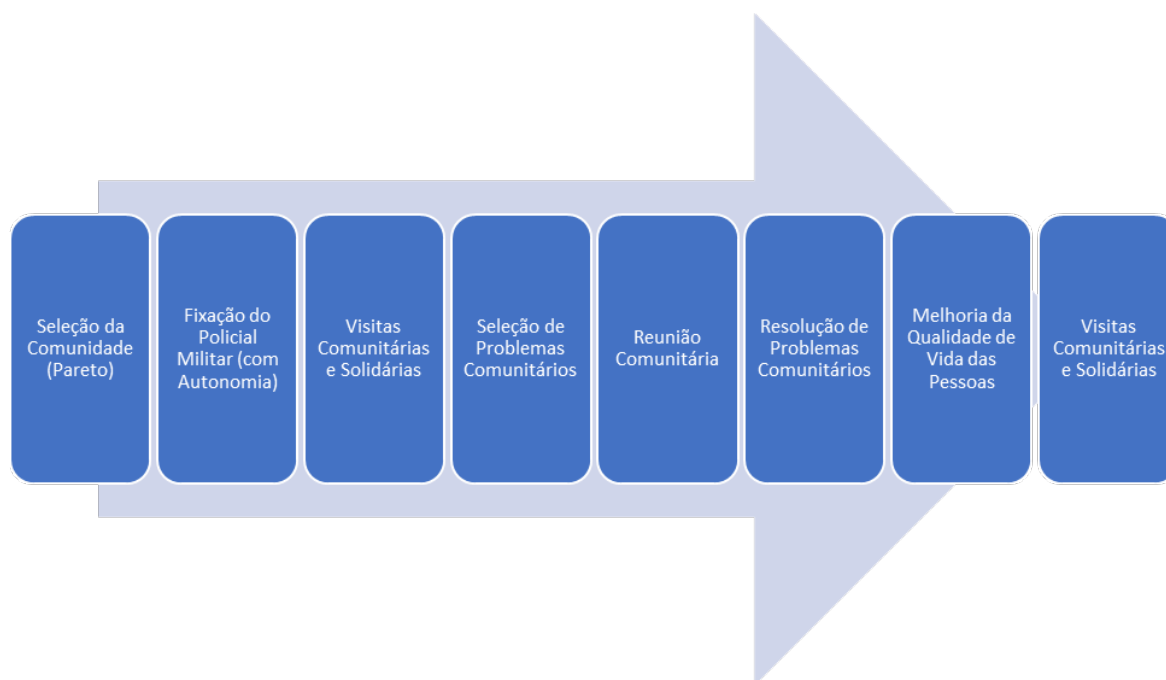 Seleção da
Comunidade
(Pareto)
Fixação do
Policial
Militar (com
Autonomia)
Visitas
Comunitárias
e Solidárias
Seleção de
Problemas
Comunitários
Reunião
Comunitária
Resolução de
Problemas
Comunitários
Melhoria da
Qualidade de
Vida das
Pessoas
Visitas
Comunitárias
e Solidárias